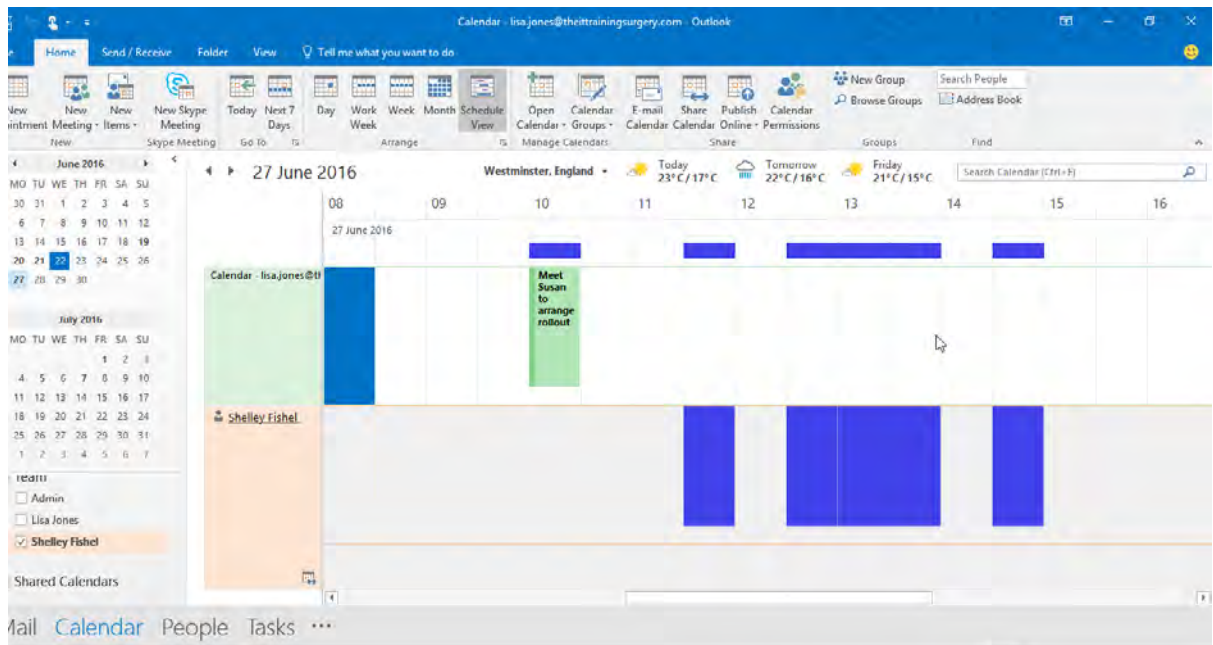 Calendar - lisa.jones@theittrainingsurgery.com - Outlook
Home Send / Receive Folder View Tell me what you want to do
New Group
Search People
Browse Groups
Address Book
New New New New Skype Today Next 7 Day Work Week Month Schedule Open Calendar E-mail Share Publish Calendar
Meeting Items Meeting Days Week View Calendar Groups Calendar Calendar Online Permissions
New Skype Meeting Go To Arrange Manage Calendars Share Groups Find
June 2016
MO TU WE TH FR SA SU
30 31 1 2 3 4 5
6 7 8 9 10 11 12
13 14 15 16 17 18 19
20 21 22 23 24 25 26
27 28 29 30
July 2016
MO TU WE TH FR SA SU
1 2 3
4 5 6 7 8 9 10
11 12 13 14 15 16 17
18 19 20 21 22 23 24
25 26 27 28 29 30 31
1 2 3 4 5 6 7
Team
Admin
Lisa Jones
Shelley Fishel
Shared Calendars
27 June 2016
Westminster, England
Today
23°C/17°C
Tomorrow
22°C/16°C
Friday
21°C/15°C
Search Calendar (Ctrl+E)
08 09 10 11 12 13 14 15 16
27 June 2016
Calendar - lisa.jones@th
Meet
Susan
to
arrange
rollout
Shelley Fishel
Calendar People Tasks ···